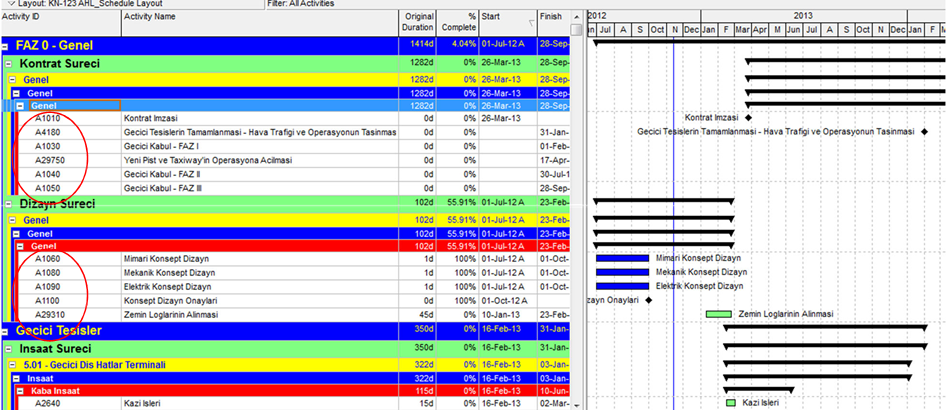 Layout: KN-123 AHL_Schedule Layout Filter: All Activities
Activity ID Activity Name Original Duration % Complete Start Finish 2012 2013
Jul A S Oct Nov Dec Jan F Mar Apr M Jun Jul A S Oct Nov Dec Jan F M
FAZ 0 - Genel 1414d 4.04% 01-Jul-12 A 28-Sep-
Kontrat Sureci 1282d 0% 26-Mar-13 28-Sep-
Genel 1282d 0% 26-Mar-13 28-Sep-
Genel 1282d 0% 26-Mar-13 28-Sep-
Genel 1282d 0% 26-Mar-13 28-Sep-
A1010 Kontrat Imzasi 0d 0% 26-Mar-13 Kontrat Imzasi
A4180 Gecici Tesislerin Tamamlanmasi - Hava Trafigi ve Operasyonun Tasinmas 0d 0% 31-Jan- Gecici Tesislerin Tamamlanmasi - Hava Trafigi ve Operasyonun Tasinmasi
A1030 Gecici Kabul - FAZ I 0d 0% 01-Feb-
A29750 Yeni Pist ve Taxiway'in Operasyona Acilmasi 0d 0% 17-Apr-
A1040 Gecici Kabul - FAZ II 0d 0% 30-Jul-1
A1050 Gecici Kabul - FAZ III 0d 0% 28-Sep-
Dizayn Sureci 102d 55.91% 01-Jul-12 A 23-Feb-
Genel 102d 55.91% 01-Jul-12 A 23-Feb-
Genel 102d 55.91% 01-Jul-12 A 23-Feb-
Genel 102d 55.91% 01-Jul-12 A 23-Feb-
A1060 Mimari Konsept Dizayn 1d 100% 01-Jul-12 A 01-Oct- Mimari Konsept Dizayn
A1080 Mekanik Konsept Dizayn 1d 100% 01-Jul-12 A 01-Oct- Mekanik Konsept Dizayn
A1090 Elektrik Konsept Dizayn 1d 100% 01-Jul-12 A 01-Oct- Elektrik Konsept Dizayn
A1100 Konsept Dizayn Onaylari 0d 100% 01-Oct-12 A zayn Onaylari
A29310 Zemin Loglarinin Alinmasi 45d 0% 10-Jan-13 23-Feb- Zemin Loglarinin Alinmasi
Gecici Tesisler 350d 0% 16-Feb-13 31-Jan-
Insaat Sureci 350d 0% 16-Feb-13 31-Jan-
5.01 - Gecici Dis Hatlar Terminali 322d 0% 16-Feb-13 03-Jan-
Insaat 322d 0% 16-Feb-13 03-Jan-
Kaba Insaat 115d 0% 16-Feb-13 10-Jun-
A2640 Kazi Isleri 15d 0% 16-Feb-13 02-Mar- Kazi Isleri